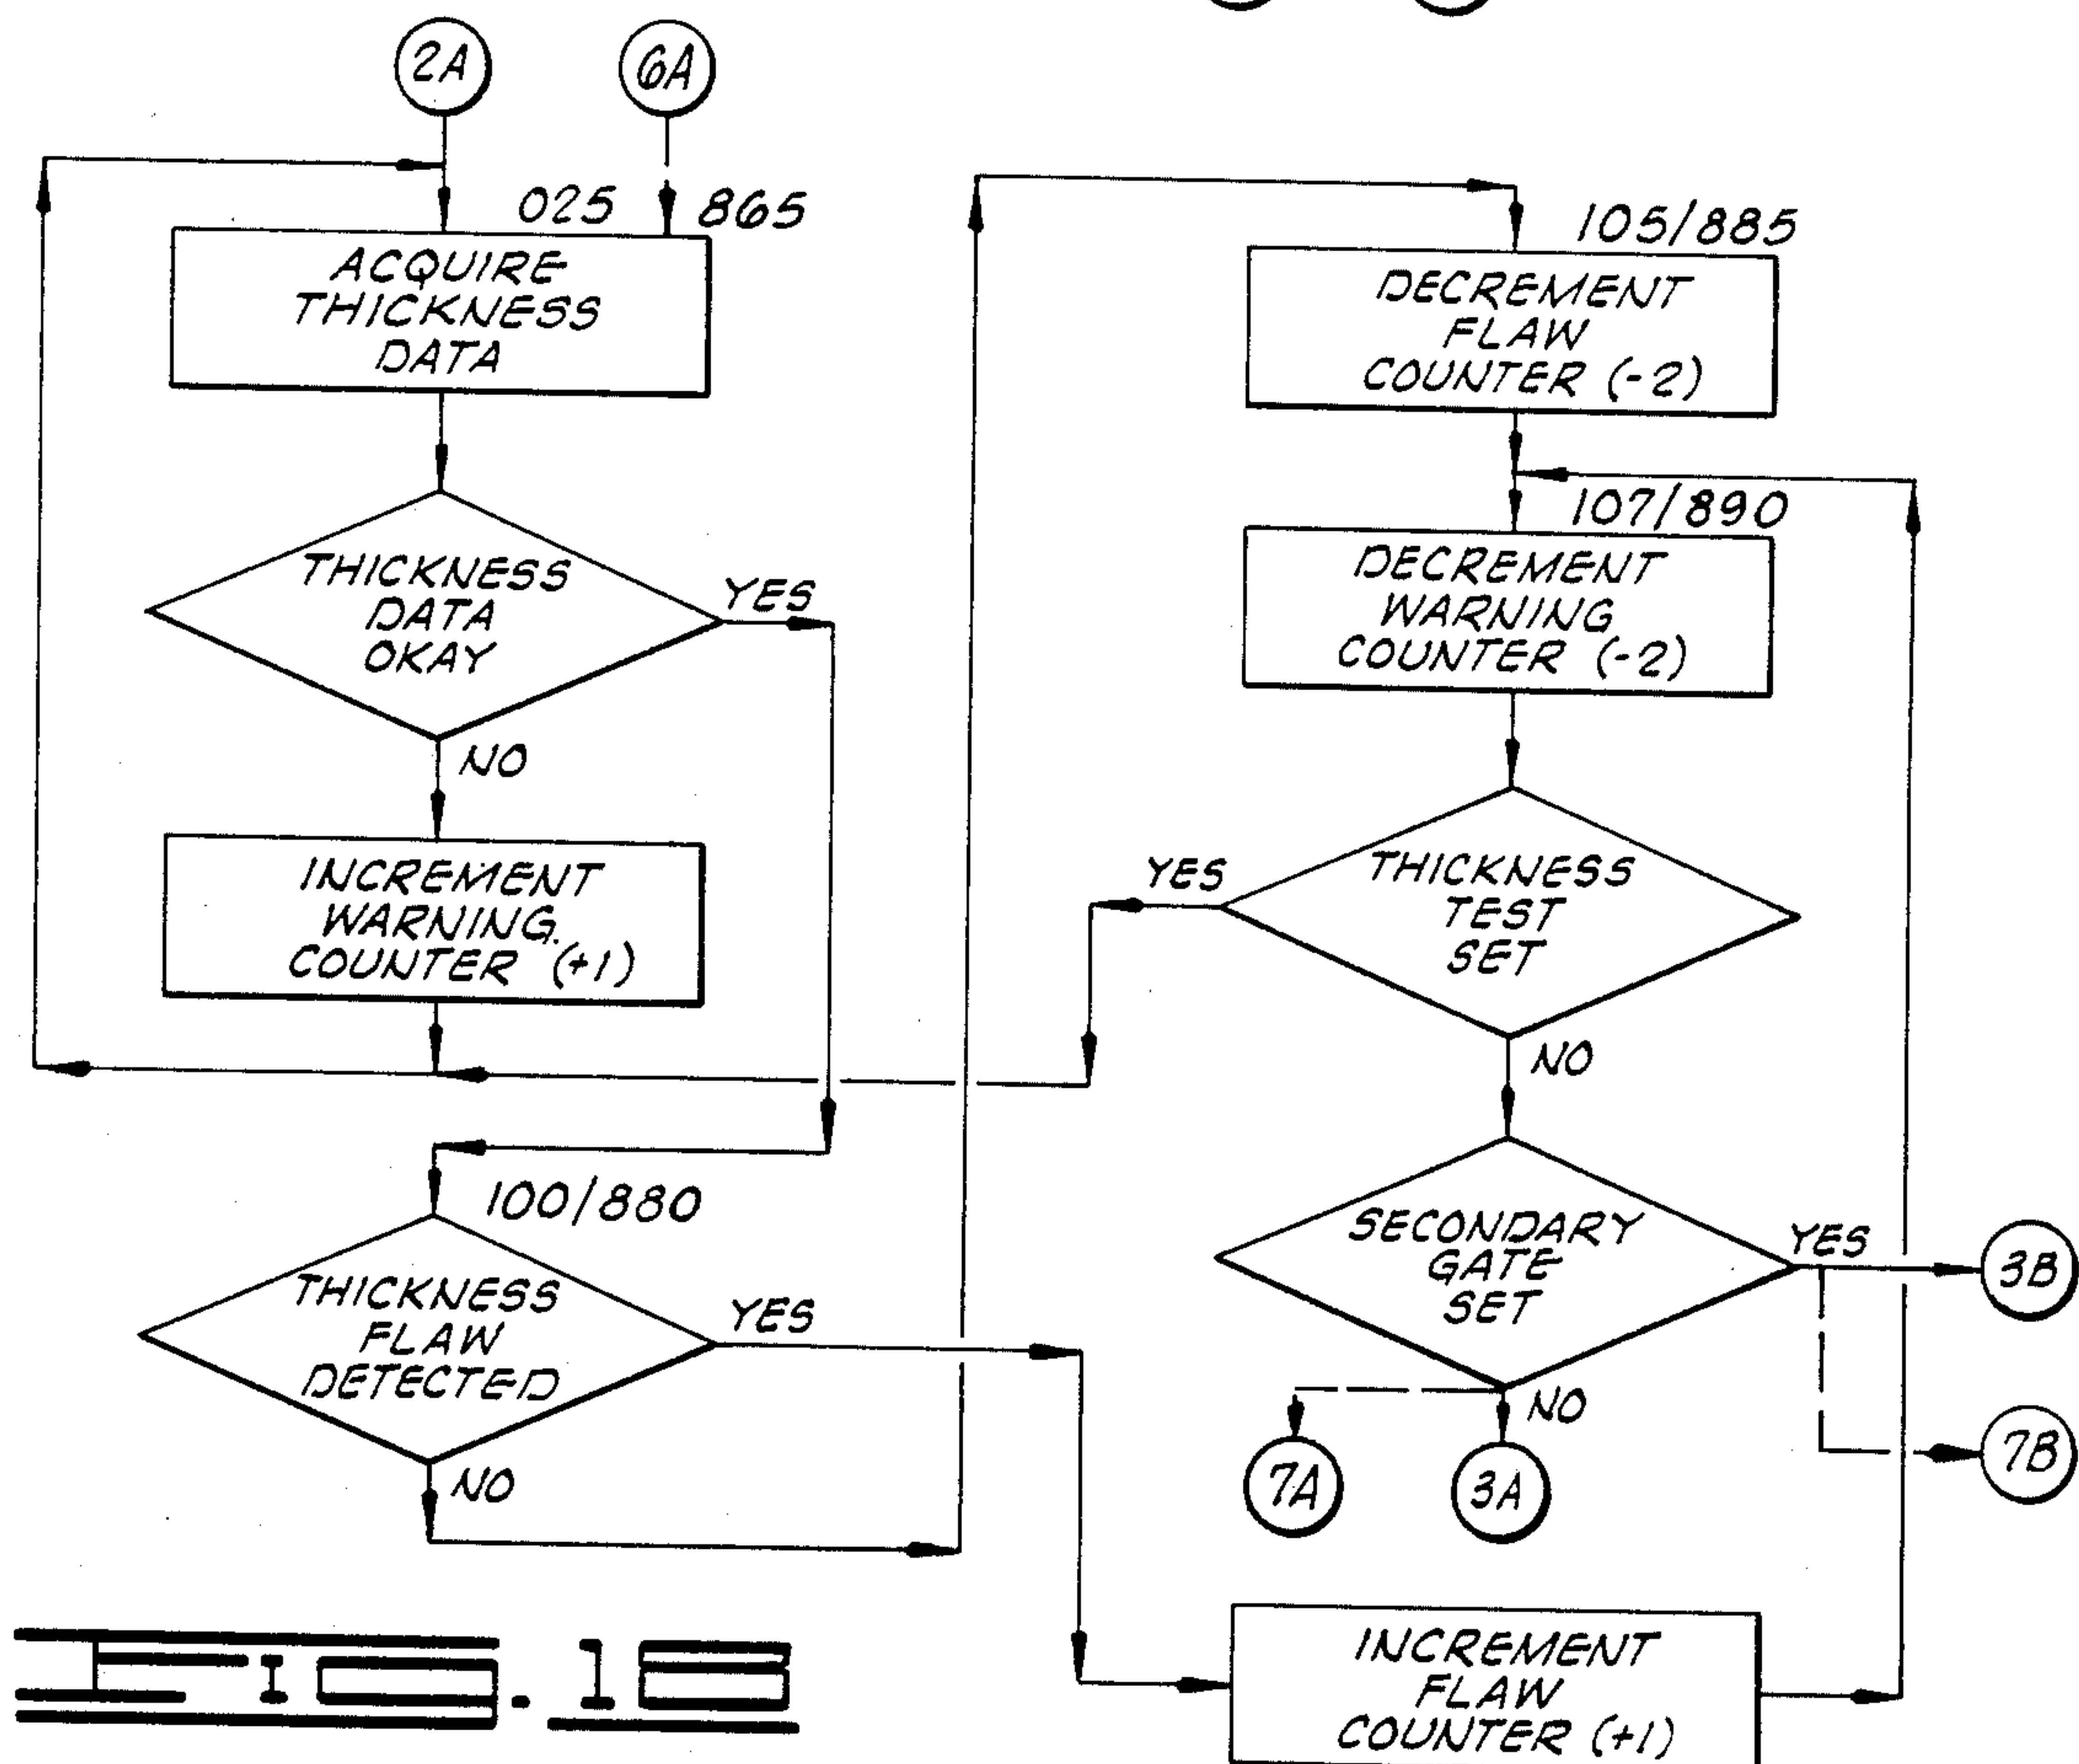 2A
6A
025
865
ACQUIRE
THICKNESS
DATA
THICKNESS
DATA
OKAY
YES
NO
INCREMENT
WARNING
COUNTER (+1)
100/880
THICKNESS
FLAW
DETECTED
YES
NO
105/885
DECREMENT
FLAW
COUNTER (-2)
107/890
DECREMENT
WARNING
COUNTER (-2)
THICKNESS
TEST
SET
YES
NO
SECONDARY
GATE
SET
YES
3B
7B
NO
7A
3A
INCREMENT
FLAW
COUNTER (+1)